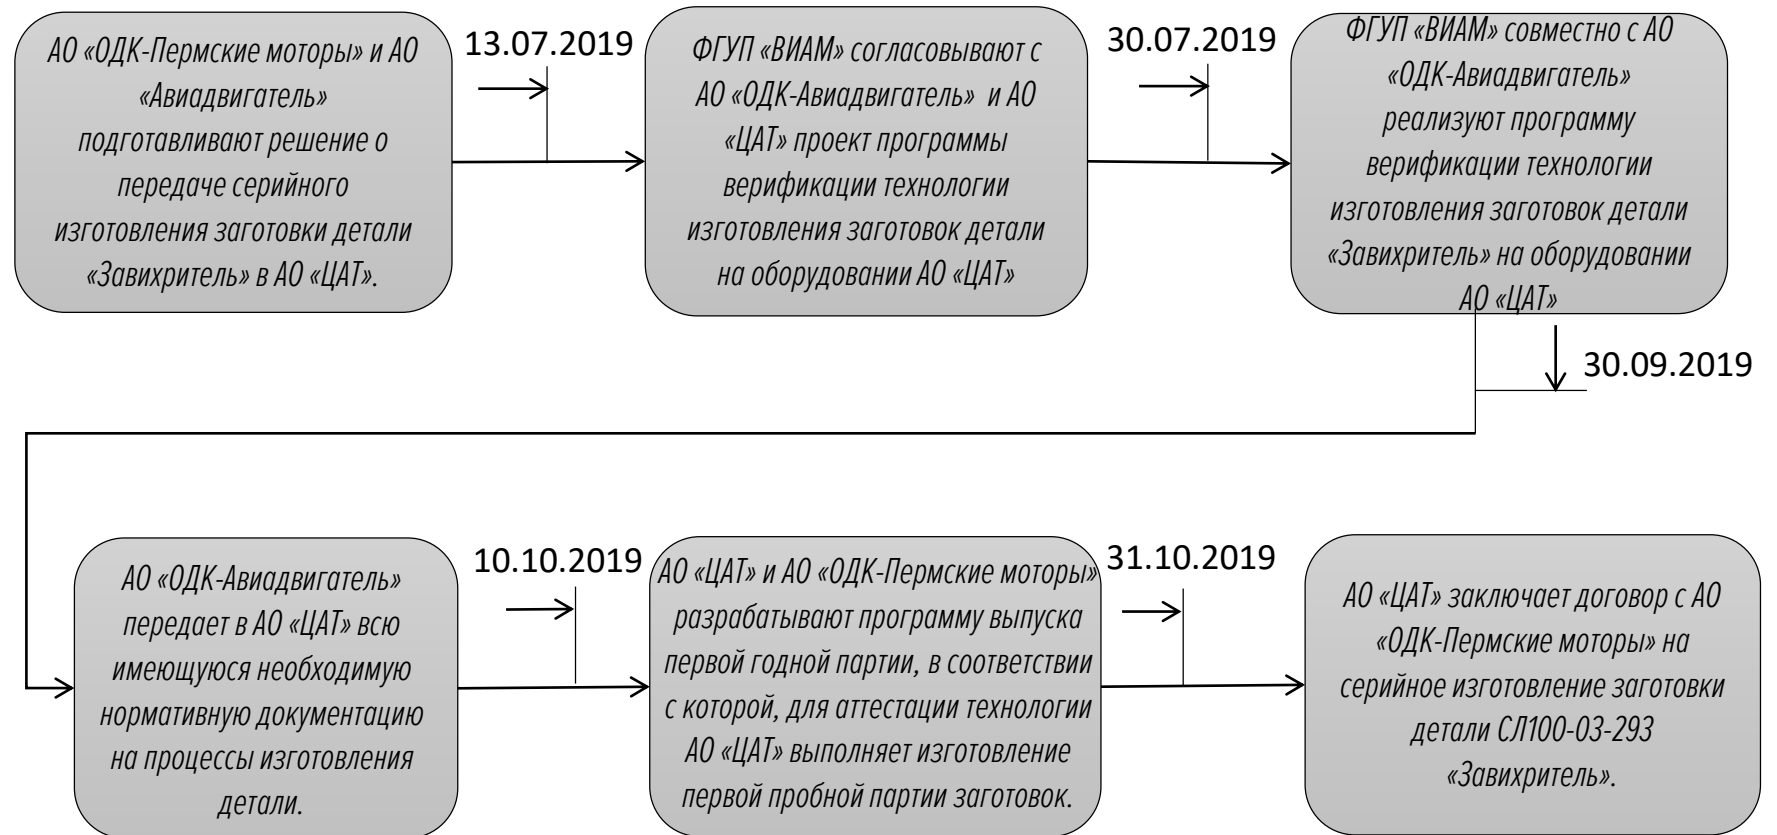 АО «ОДК-Пермские моторы» и АО
«Авиадвигатель»
подготавливают решение о
передаче серийного
изготовления заготовки детали
«Завихритель» в АО «ЦАТ».
13.07.2019
ФГУП «ВИАМ» согласовывают с
АО «ОДК-Авиадвигатель» и АО
«ЦАТ» проект программы
верификации технологии
изготовления заготовок детали
на оборудовании АО «ЦАТ»
30.07.2019
ФГУП «ВИАМ» совместно с АО
«ОДК-Авиадвигатель»
реализуют программу
верификации технологии
изготовления заготовок детали
«Завихритель» на оборудовании
АО «ЦАТ»
30.09.2019
АО «ОДК-Авиадвигатель»
передает в АО «ЦАТ» всю
имеющуюся необходимую
нормативную документацию
на процессы изготовления
детали.
10.10.2019
АО «ЦАТ» и АО «ОДК-Пермские моторы»
разрабатывают программу выпуска
первой годной партии, в соответствии
с которой, для аттестации технологии
АО «ЦАТ» выполняет изготовление
первой пробной партии заготовок.
31.10.2019
АО «ЦАТ» заключает договор с АО
«ОДК-Пермские моторы» на
серийное изготовление заготовки
детали СЛ100-03-293
«Завихритель».